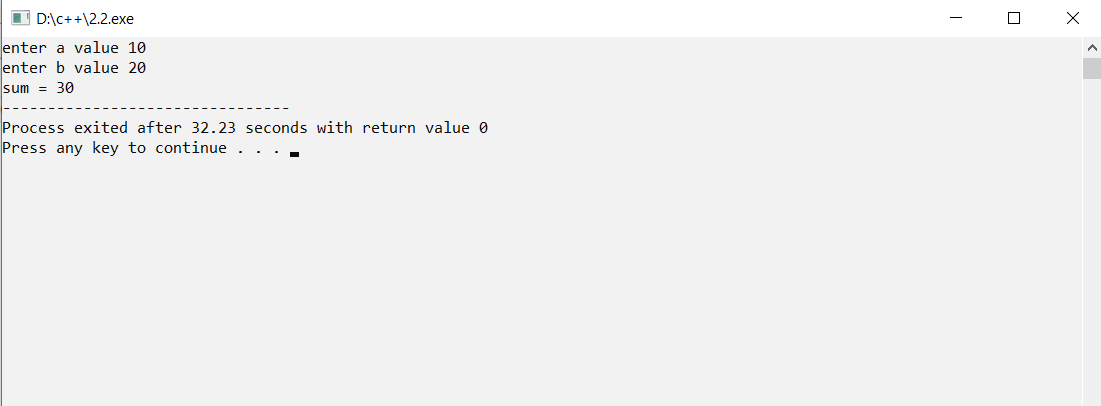 D:\c++\2.2.exe
enter a value 10
enter b value 20
sum = 30
--------------------------------
Process exited after 32.23 seconds with return value 0
Press any key to continue . . .